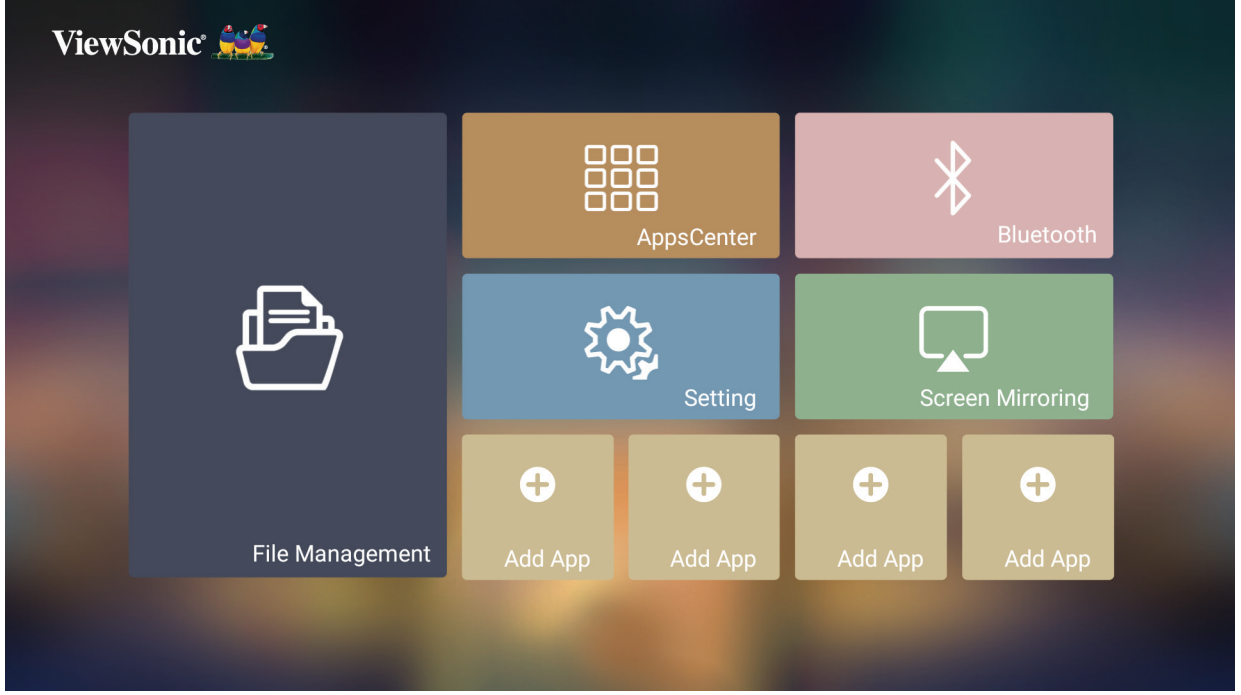 ViewSonic®
AppsCenter
Bluetooth
Setting
Screen Mirroring
File Management
Add App
Add App
Add App
Add App